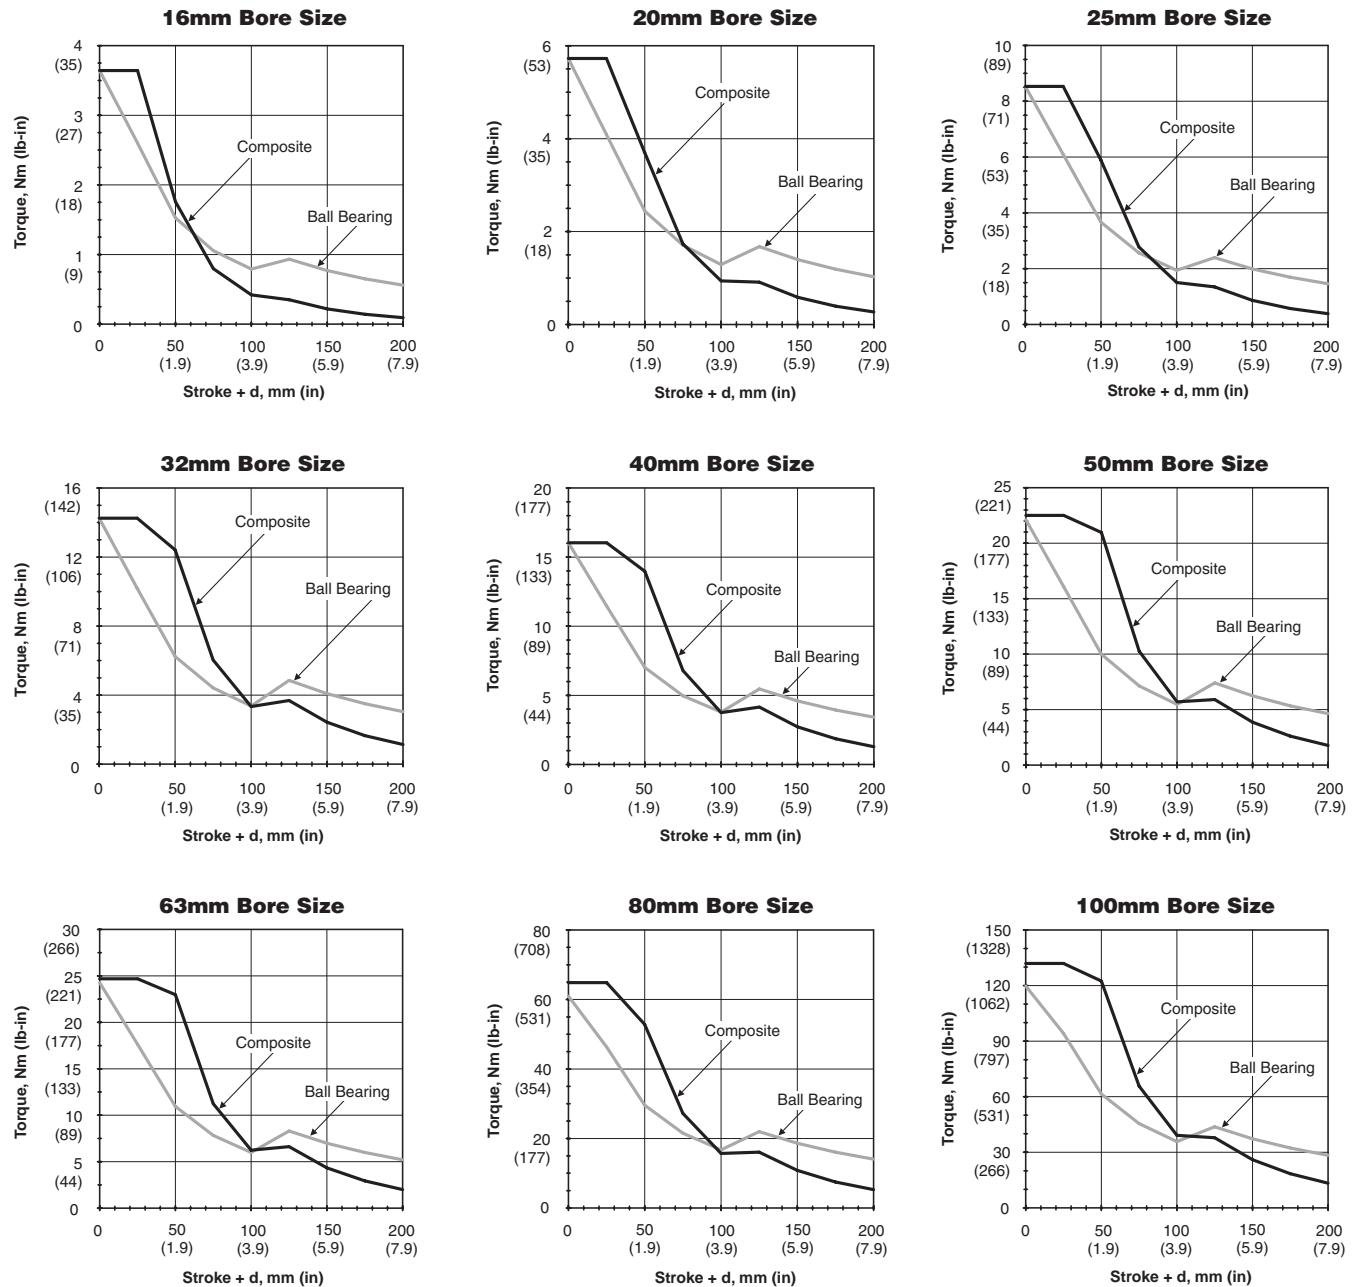 16mm Bore Size
4
(35)
3
(27)
2
(18)
1
(9)
0
Torque, Nm (lb-in)
Composite
Ball Bearing
0 50 100 150 200
(1.9) (3.9) (5.9) (7.9)
Stroke + d, mm (in)
20mm Bore Size
6
(53)
4
(35)
2
(18)
0
Torque, Nm (lb-in)
Composite
Ball Bearing
0 50 100 150 200
(1.9) (3.9) (5.9) (7.9)
Stroke + d, mm (in)
25mm Bore Size
10
(89)
8
(71)
6
(53)
4
(35)
2
(18)
0
Torque, Nm (lb-in)
Composite
Ball Bearing
0 50 100 150 200
(1.9) (3.9) (5.9) (7.9)
Stroke + d, mm (in)
32mm Bore Size
16
(142)
12
(106)
8
(71)
4
(35)
0
Torque, Nm (lb-in)
Composite
Ball Bearing
0 50 100 150 200
(1.9) (3.9) (5.9) (7.9)
Stroke + d, mm (in)
40mm Bore Size
20
(177)
15
(133)
10
(89)
5
(44)
0
Torque, Nm (lb-in)
Composite
Ball Bearing
0 50 100 150 200
(1.9) (3.9) (5.9) (7.9)
Stroke + d, mm (in)
50mm Bore Size
25
(221)
20
(177)
15
(133)
10
(89)
5
(44)
0
Torque, Nm (lb-in)
Composite
Ball Bearing
0 50 100 150 200
(1.9) (3.9) (5.9) (7.9)
Stroke + d, mm (in)
63mm Bore Size
30
(266)
25
(221)
20
(177)
15
(133)
10
(89)
5
(44)
0
Torque, Nm (lb-in)
Composite
Ball Bearing
0 50 100 150 200
(1.9) (3.9) (5.9) (7.9)
Stroke + d, mm (in)
80mm Bore Size
80
(708)
60
(531)
40
(354)
20
(177)
0
Torque, Nm (lb-in)
Composite
Ball Bearing
0 50 100 150 200
(1.9) (3.9) (5.9) (7.9)
Stroke + d, mm (in)
100mm Bore Size
150
(1328)
120
(1062)
90
(797)
60
(531)
30
(266)
0
Torque, Nm (lb-in)
Composite
Ball Bearing
0 50 100 150 200
(1.9) (3.9) (5.9) (7.9)
Stroke + d, mm (in)